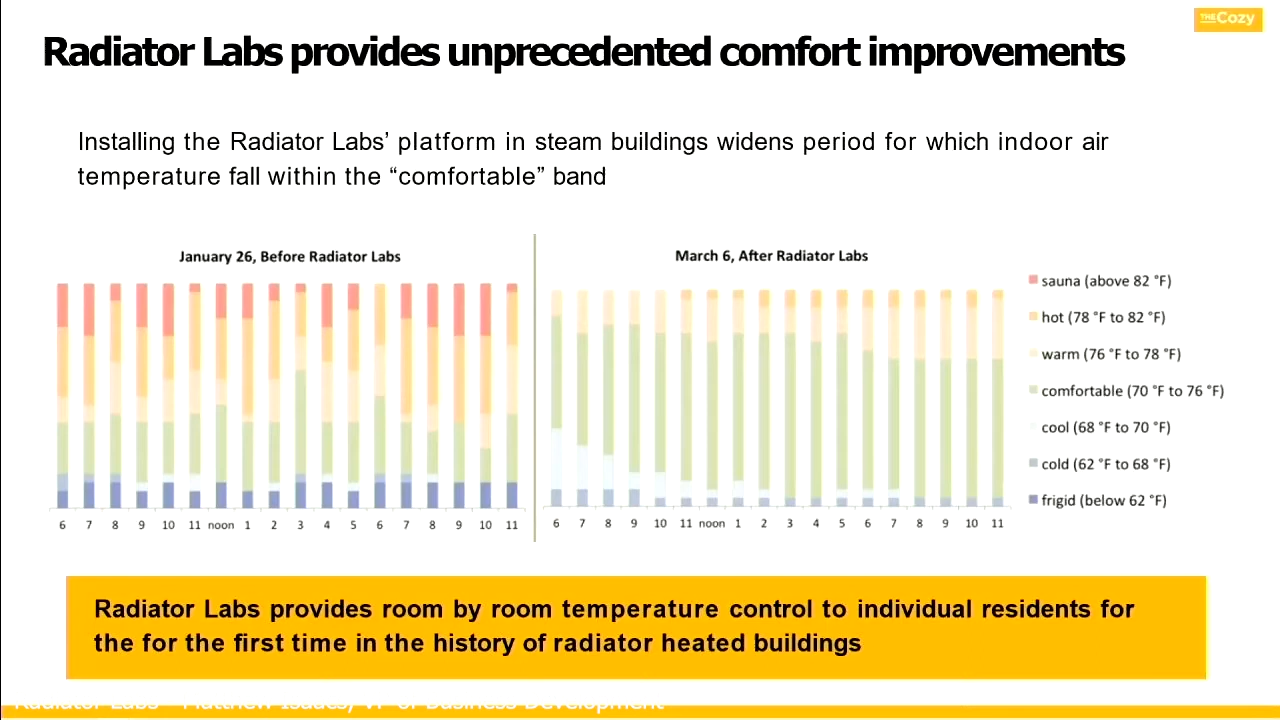 THE Cozy
Radiator Labs provides unprecedented comfort improvements
Installing the Radiator Labs’ platform in steam buildings widens period for which indoor air
temperature fall within the “comfortable” band
January 26, Before Radiator Labs
March 6, After Radiator Labs
sauna (above 82 °F)
hot (78 °F to 82 °F)
warm (76 °F to 78 °F)
comfortable (70 °F to 76 °F)
cool (68 °F to 70 °F)
cold (62 °F to 68 °F)
frigid (below 62 °F)
6 7 8 9 10 11 noon 1 2 3 4 5 6 7 8 9 10 11
6 7 8 9 10 11 noon 1 2 3 4 5 6 7 8 9 10 11
Radiator Labs provides room by room temperature control to individual residents for
the for the first time in the history of radiator heated buildings
Radiator Labs - Matthew Isaacs, VP of Business Development